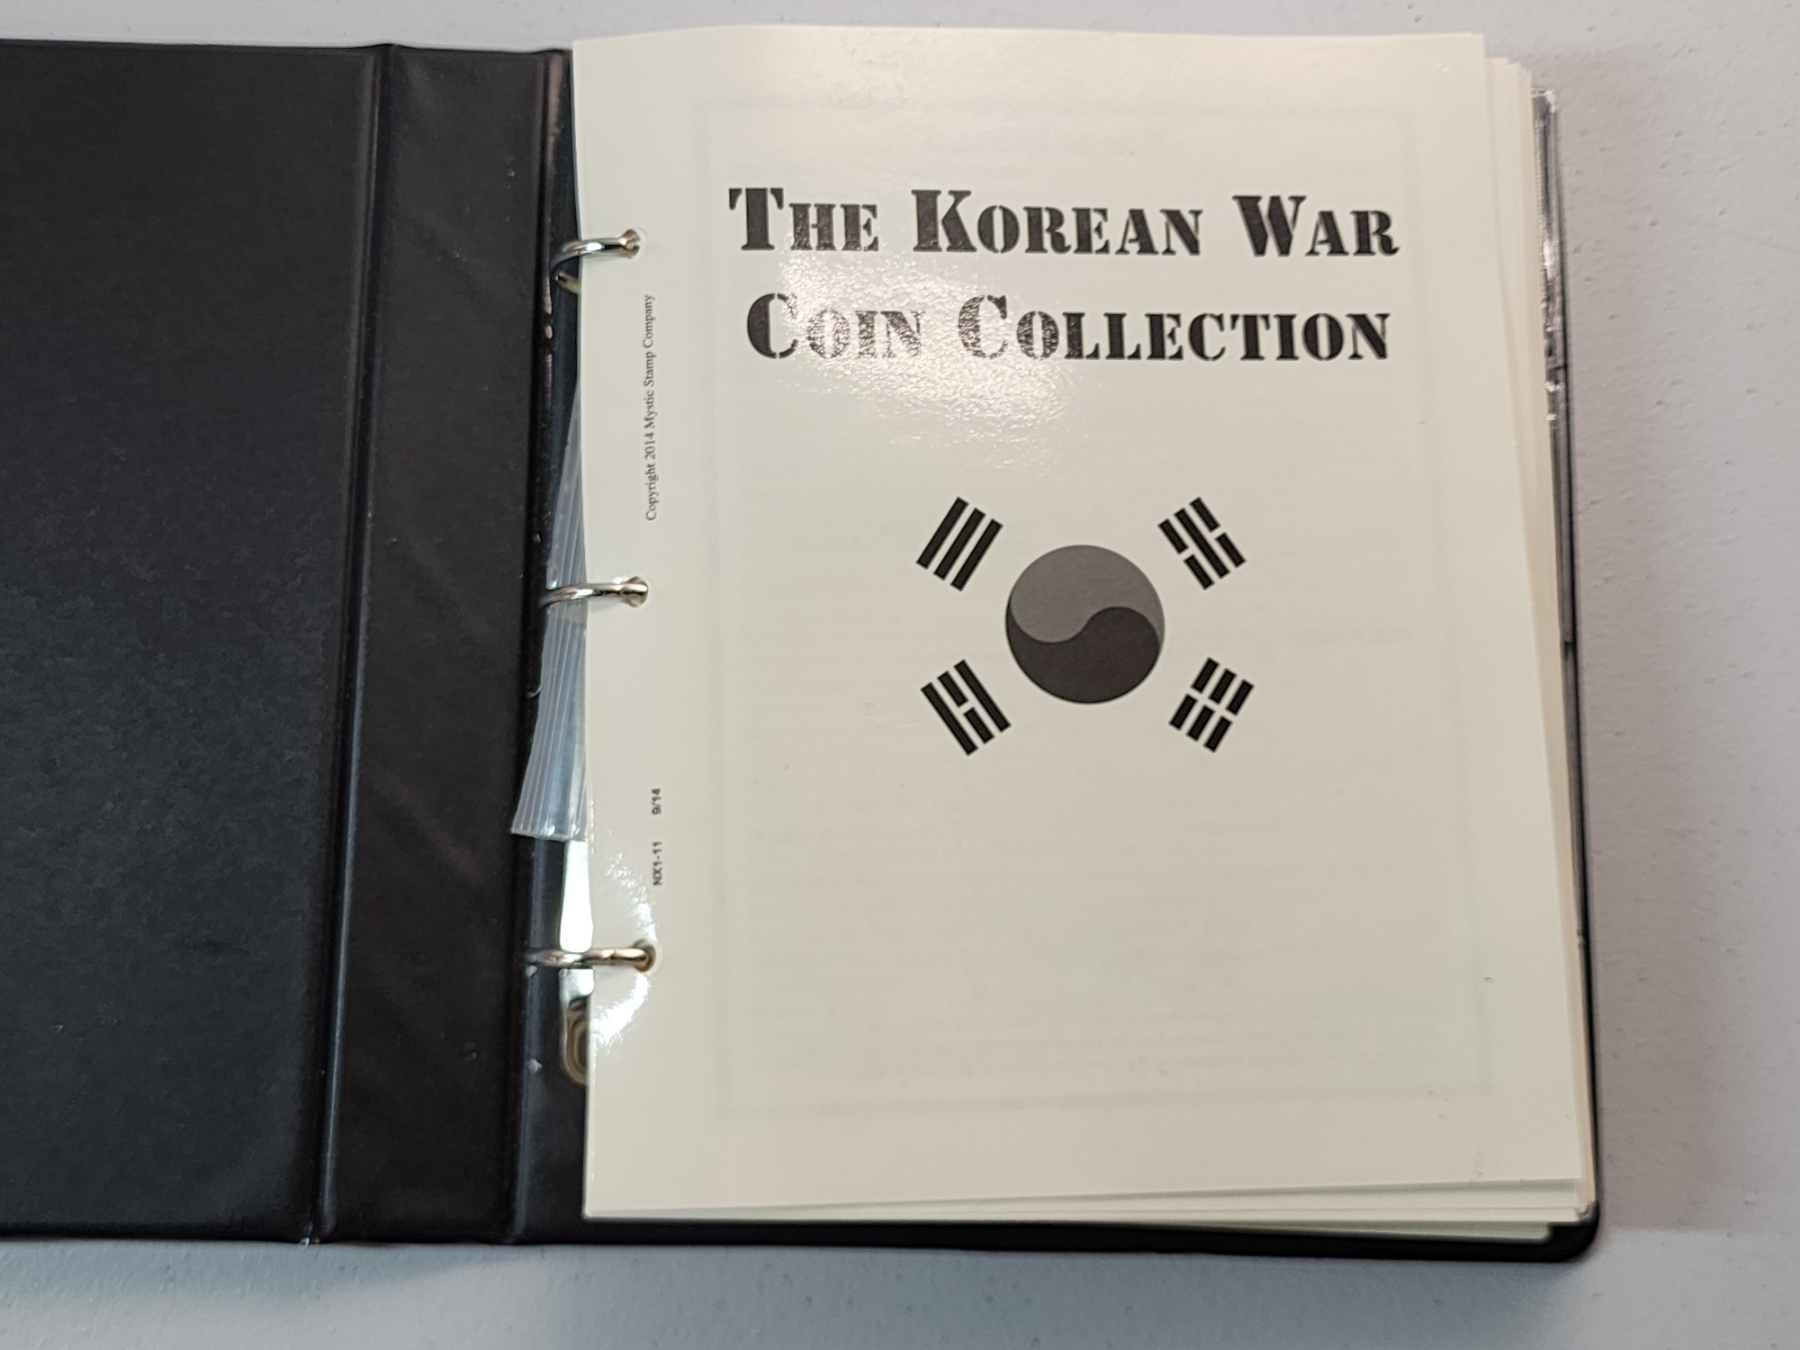 THE KOREAN WAR
COIN COLLECTION
Copyright 2014 Mystic Stamp Company
NX1-11 9/14